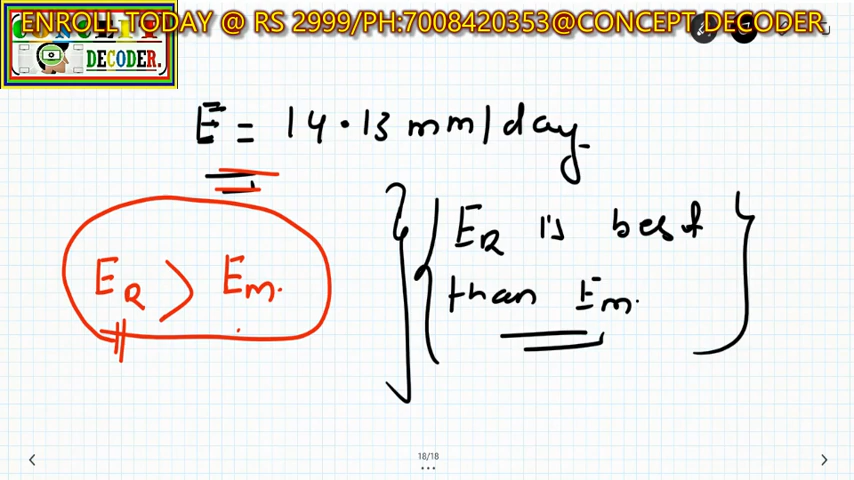 ENROLL TODAY @ RS 2999/PH:7008420353@CONCEPT DECODER
DECODER.
E = 14.13 mm/day
ER > Em.
ER is best
than Em.
18/18